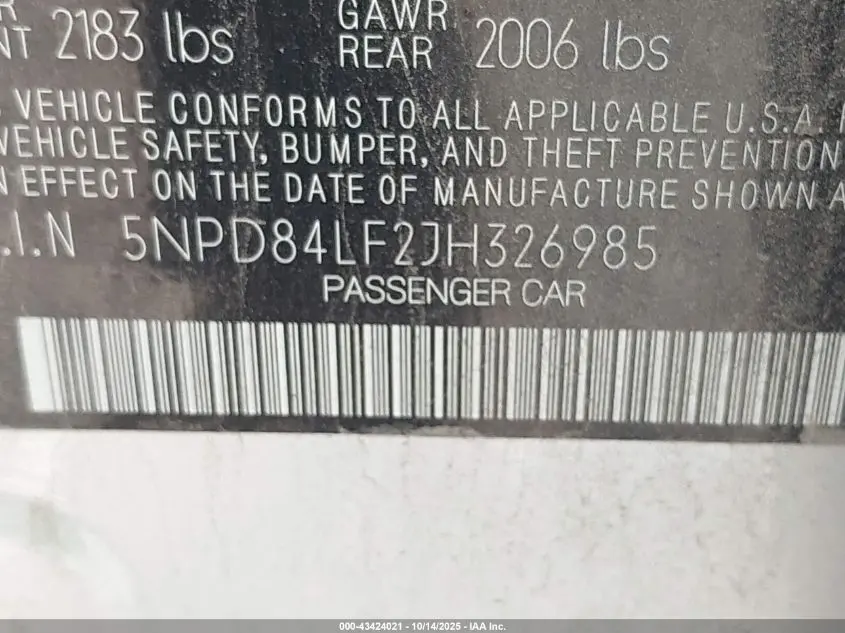 NT 2183 lbs
GAWR
REAR 2006 lbs
VEHICLE CONFORMS TO ALL APPLICABLE U.S.A.
VEHICLE SAFETY, BUMPER, AND THEFT PREVENTION
IN EFFECT ON THE DATE OF MANUFACTURE SHOWN A
.I.N 5NPD84LF2JH326985
PASSENGER CAR
000-43424021 - 10/14/2025 - IAA Inc.